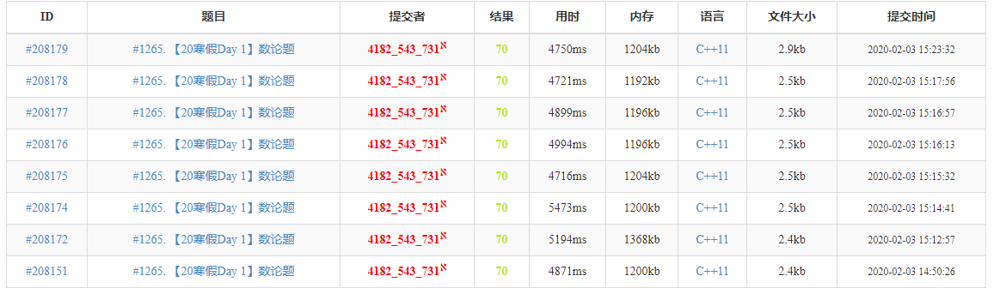 ID 题目 提交者 结果 用时 内存 语言 文件大小 提交时间
#208179 #1265. 【20寒假Day 1】数论题 4182_543_731ℵ 70 4750ms 1204kb C++11 2.9kb 2020-02-03 15:23:32
#208178 #1265. 【20寒假Day 1】数论题 4182_543_731ℵ 70 4721ms 1192kb C++11 2.5kb 2020-02-03 15:17:56
#208177 #1265. 【20寒假Day 1】数论题 4182_543_731ℵ 70 4899ms 1196kb C++11 2.5kb 2020-02-03 15:16:57
#208176 #1265. 【20寒假Day 1】数论题 4182_543_731ℵ 70 4994ms 1196kb C++11 2.5kb 2020-02-03 15:16:13
#208175 #1265. 【20寒假Day 1】数论题 4182_543_731ℵ 70 4716ms 1204kb C++11 2.5kb 2020-02-03 15:15:32
#208174 #1265. 【20寒假Day 1】数论题 4182_543_731ℵ 70 5473ms 1200kb C++11 2.5kb 2020-02-03 15:14:41
#208172 #1265. 【20寒假Day 1】数论题 4182_543_731ℵ 70 5194ms 1368kb C++11 2.4kb 2020-02-03 15:12:57
#208151 #1265. 【20寒假Day 1】数论题 4182_543_731ℵ 70 4871ms 1200kb C++11 2.4kb 2020-02-03 14:50:26